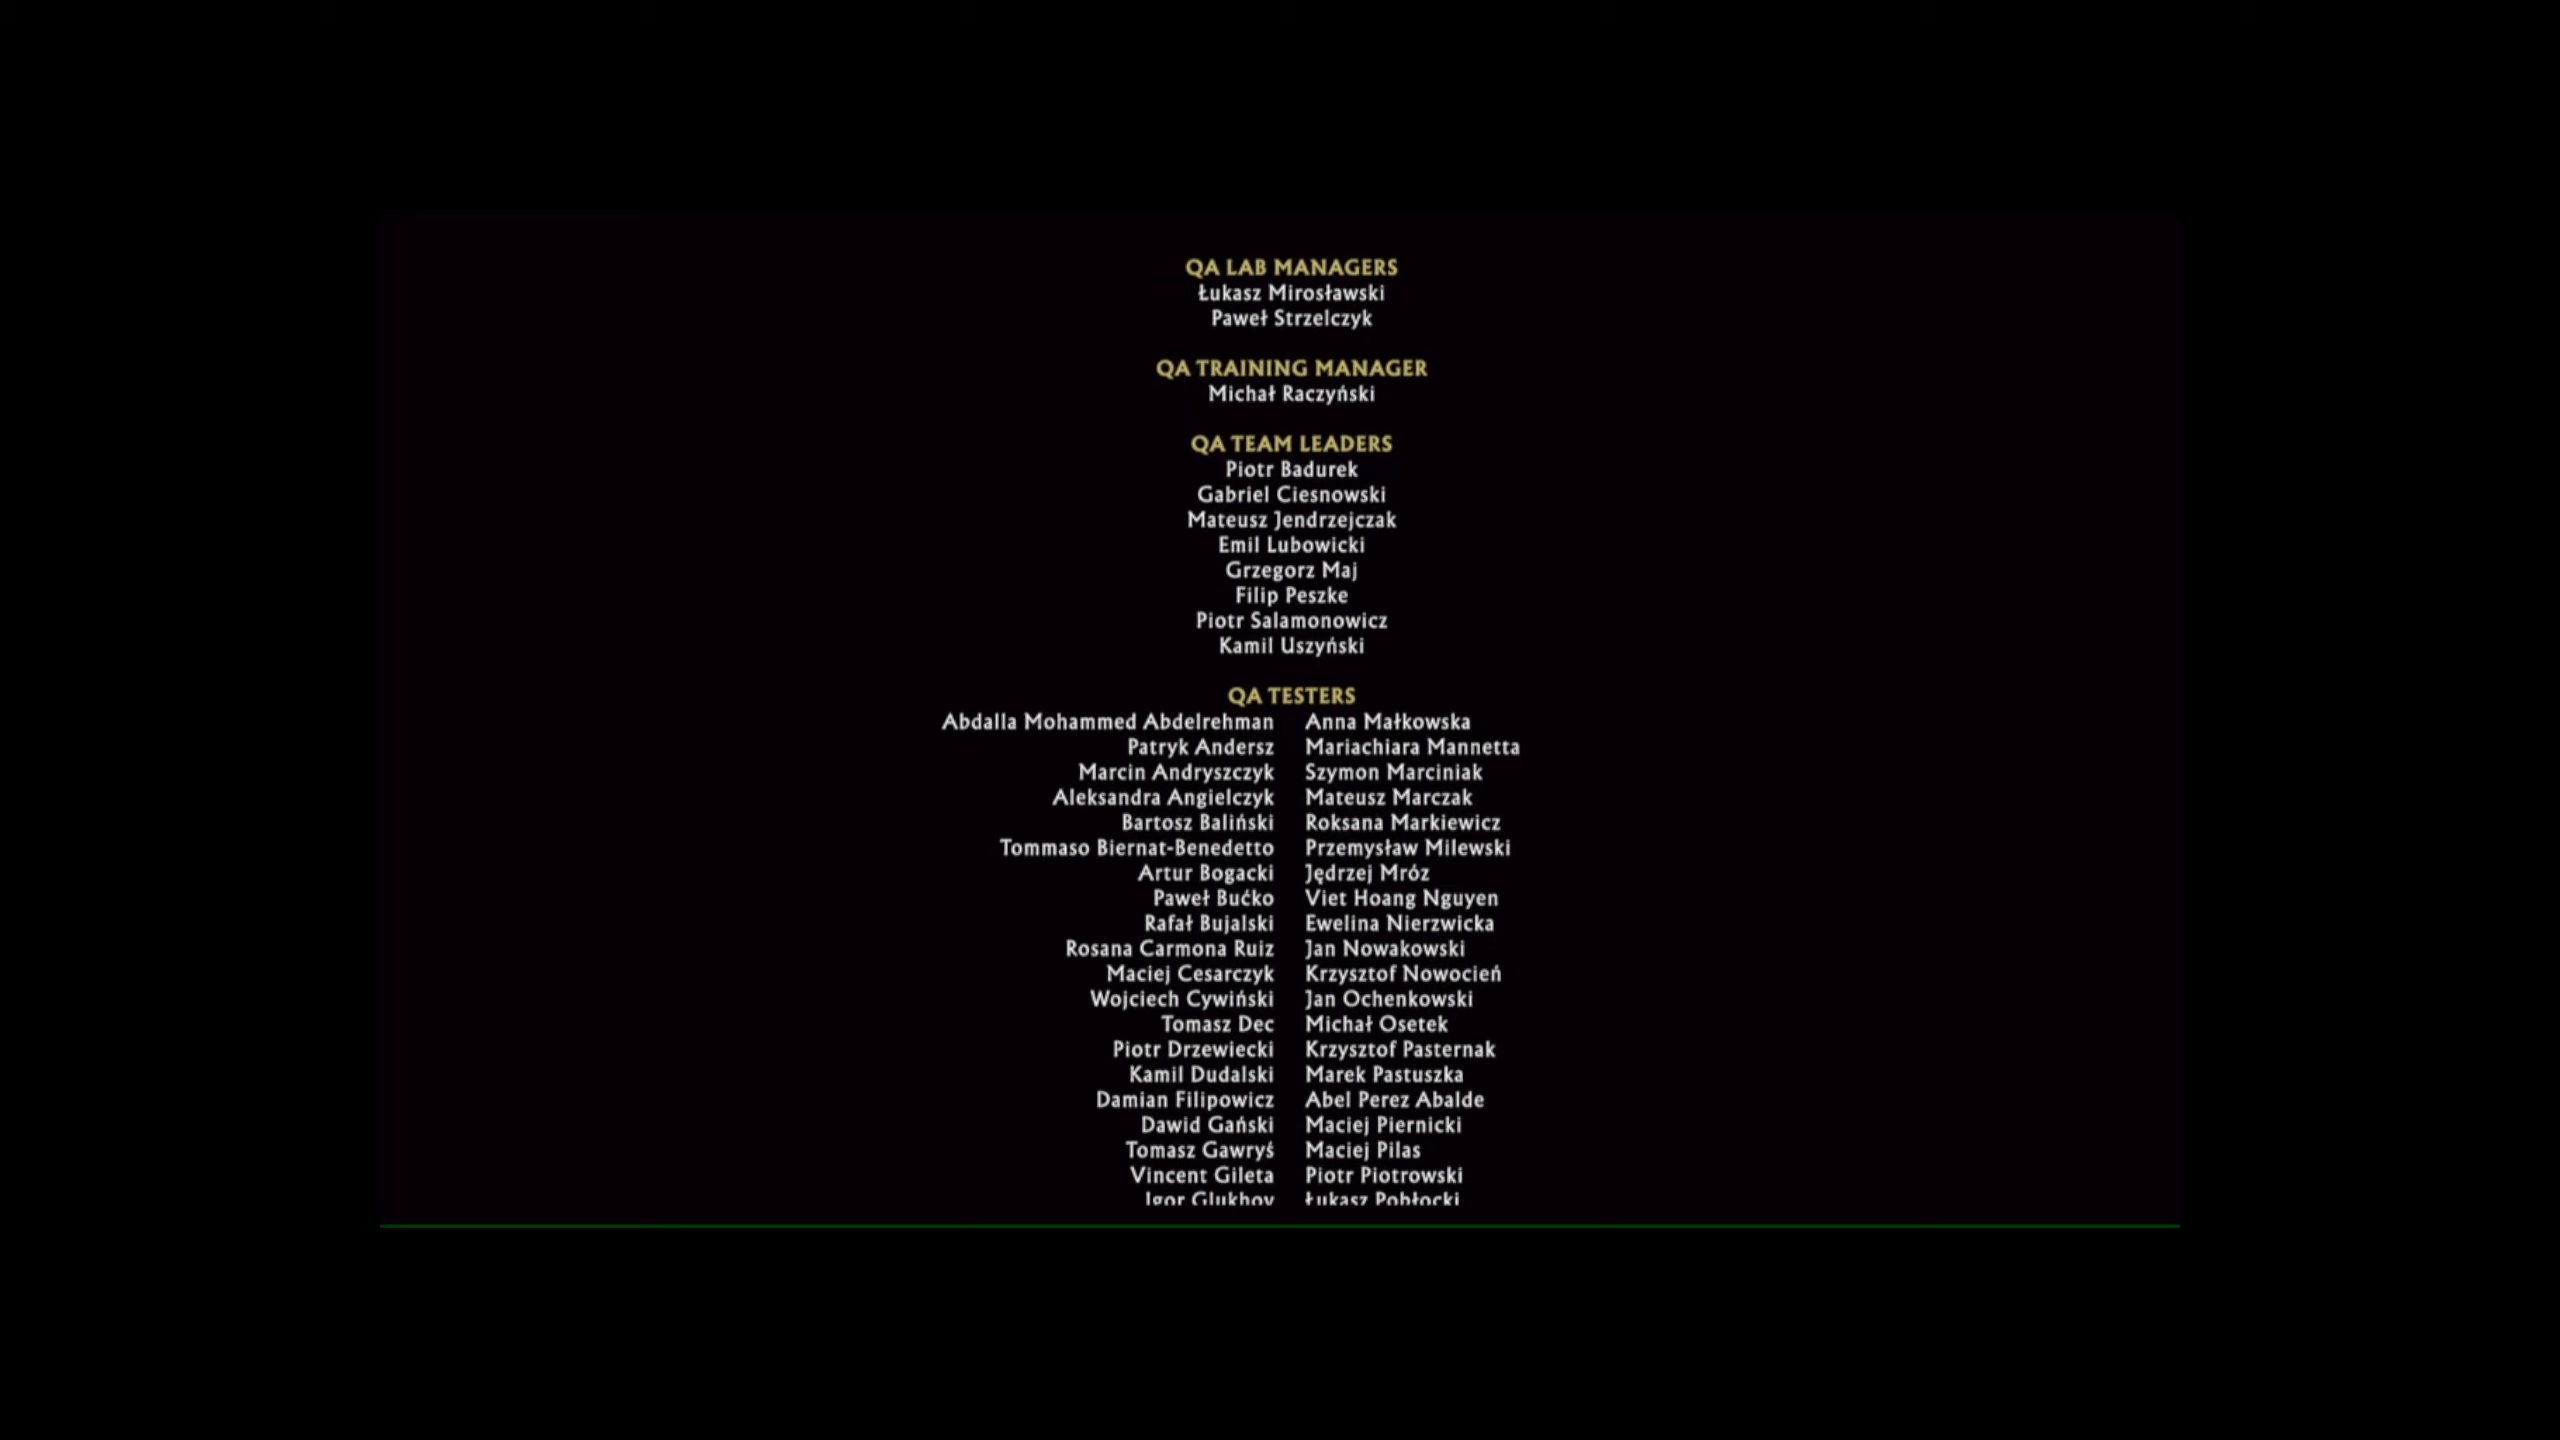 QA LAB MANAGERS
Łukasz Mirosławski
Paweł Strzelczyk
QA TRAINING MANAGER
Michał Raczyński
QA TEAM LEADERS
Piotr Badurek
Gabriel Ciesnowski
Mateusz Jendrzejczak
Emil Lubowicki
Grzegorz Maj
Filip Peszke
Piotr Salamonowicz
Kamil Uszyński
QA TESTERS
Abdalla Mohammed Abdelrehman Anna Małkowska
Patryk Andersz Mariachiara Mannetta
Marcin Andryszczyk Szymon Marciniak
Aleksandra Angielczyk Mateusz Marczak
Bartosz Baliński Roksana Markiewicz
Tommaso Biernat-Benedetto Przemysław Milewski
Artur Bogacki Jędrzej Mróz
Paweł Bućko Viet Hoang Nguyen
Rafał Bujalski Ewelina Nierzwicka
Rosana Carmona Ruiz Jan Nowakowski
Maciej Cesarczyk Krzysztof Nowocień
Wojciech Cywiński Jan Ochenkowski
Tomasz Dec Michał Osetek
Piotr Drzewiecki Krzysztof Pasternak
Kamil Dudalski Marek Pastuszka
Damian Filipowicz Abel Perez Abalde
Dawid Gański Maciej Piernicki
Tomasz Gawryś Maciej Pilas
Vincent Gileta Piotr Piotrowski
Igor Glukhov Łukasz Pobłocki